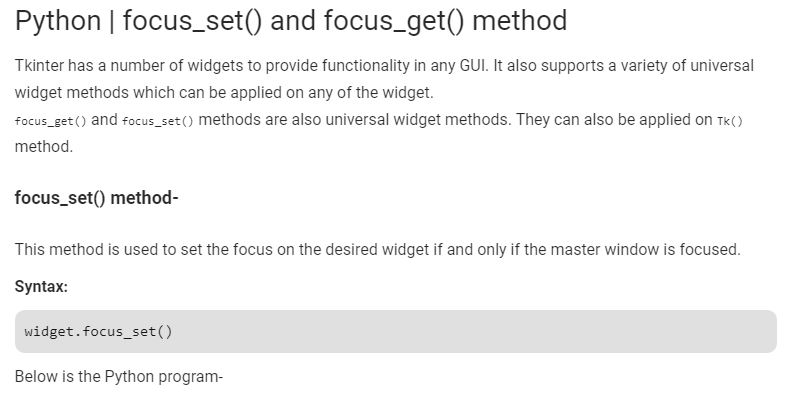 Python | focus_set() and focus_get() method
Tkinter has a number of widgets to provide functionality in any GUI. It also supports a variety of universal
widget methods which can be applied on any of the widget.
focus_get() and focus_set() methods are also universal widget methods. They can also be applied on Tk()
method.
focus_set() method-
This method is used to set the focus on the desired widget if and only if the master window is focused.
Syntax:
widget.focus_set()
Below is the Python program-